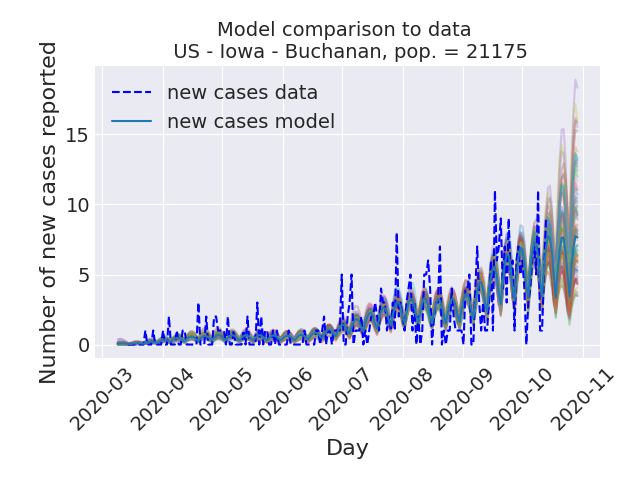 Model comparison to data
US - Iowa - Buchanan, pop. = 21175
new cases data
new cases model
Number of new cases reported
15
10
5
0
2020-03
2020-04
2020-05
2020-06
2020-07
2020-08
2020-09
2020-10
2020-11
Day